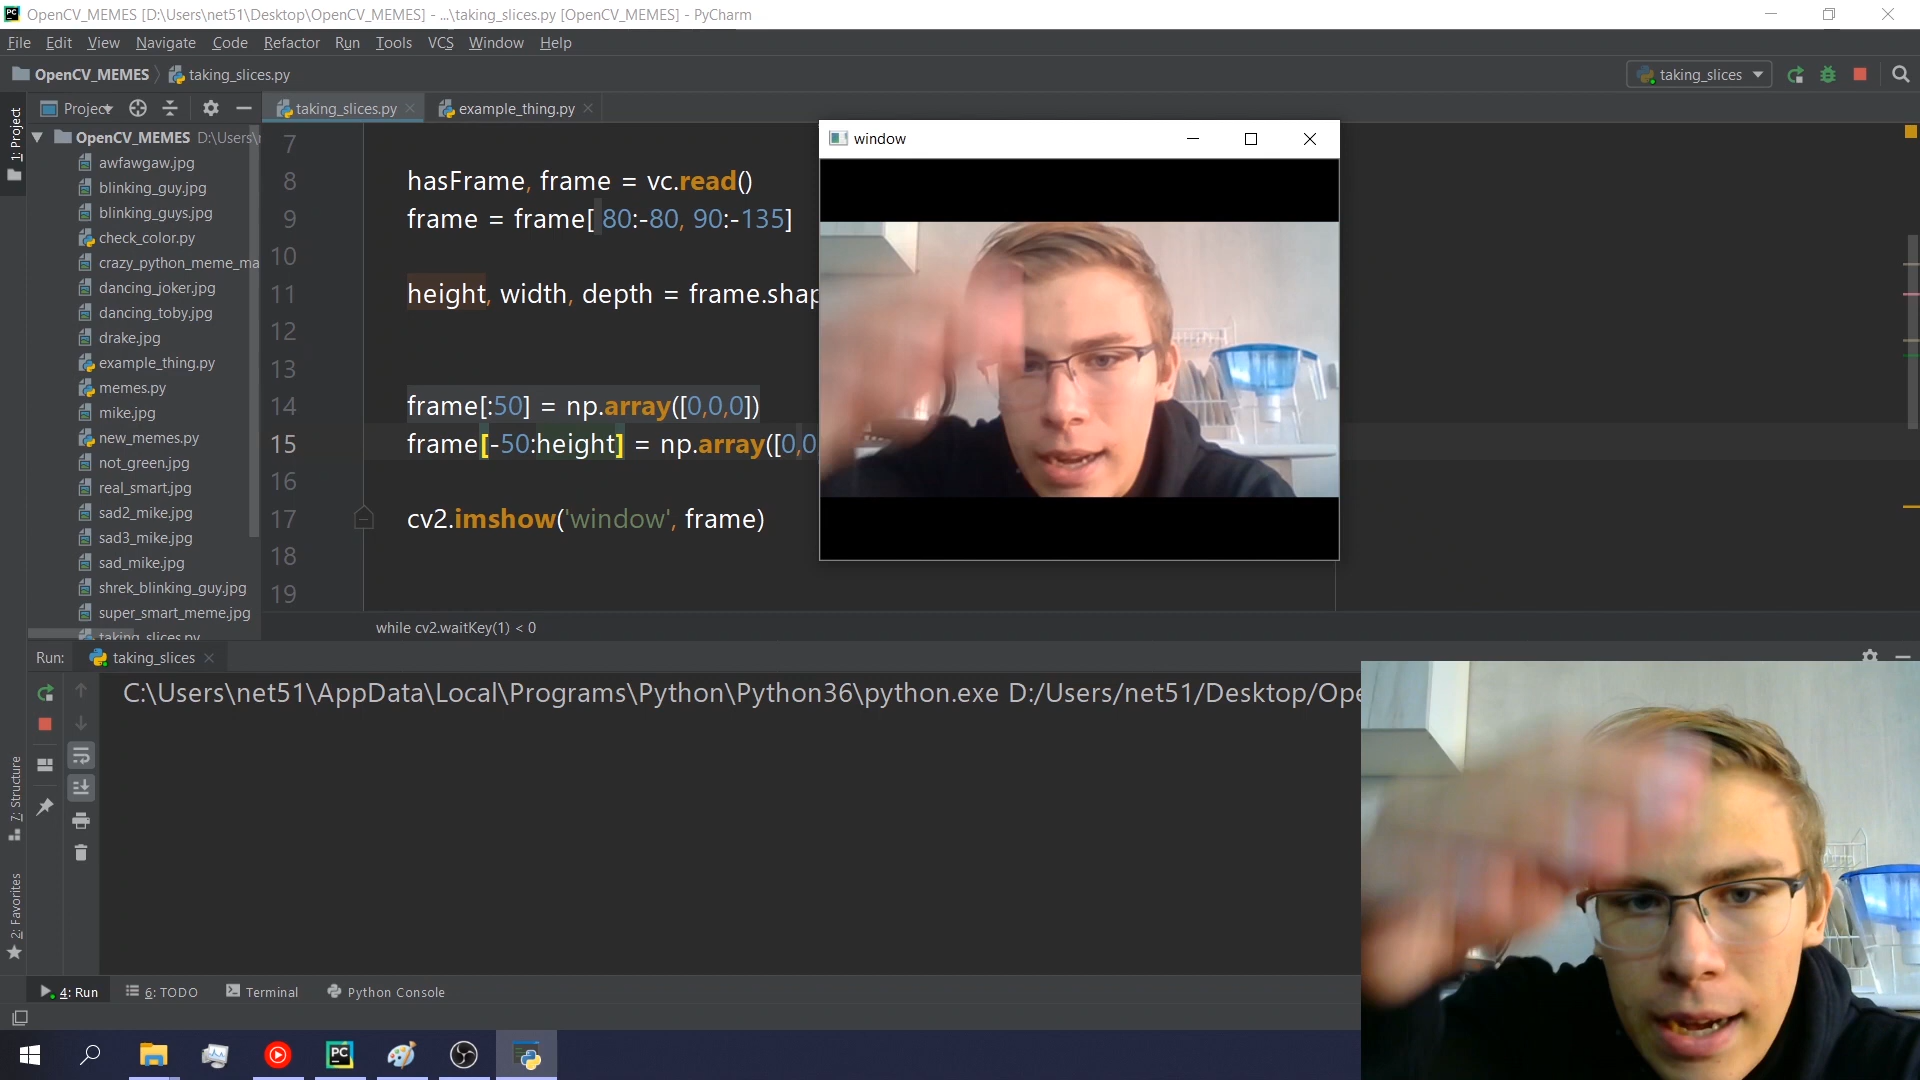 OpenCV_MEMES [D:\Users\net51\Desktop\OpenCV_MEMES] - ...\taking_slices.py [OpenCV_MEMES] - PyCharm
File Edit View Navigate Code Refactor Run Tools VCS Window Help
OpenCV_MEMES taking_slices.py
taking_slices
1: Project
Project
taking_slices.py
example_thing.py
OpenCV_MEMES D:\Users\
awfawgaw.jpg
blinking_guy.jpg
blinking_guys.jpg
check_color.py
crazy_python_meme_ma
dancing_joker.jpg
dancing_toby.jpg
drake.jpg
example_thing.py
memes.py
mike.jpg
new_memes.py
not_green.jpg
real_smart.jpg
sad2_mike.jpg
sad3_mike.jpg
sad_mike.jpg
shrek_blinking_guy.jpg
super_smart_meme.jpg
taking_slices.py
7
8 hasFrame, frame = vc.read()
9 frame = frame[ 80:-80, 90:-135]
10
11 height, width, depth = frame.shap
12
13
14 frame[:50] = np.array([0,0,0])
15 frame[-50:height] = np.array([0,0
16
17 cv2.imshow('window', frame)
18
19
while cv2.waitKey(1) < 0
window
Run: taking_slices
C:\Users\net51\AppData\Local\Programs\Python\Python36\python.exe D:/Users/net51/Desktop/Ope
7: Structure
2: Favorites
4: Run 6: TODO Terminal Python Console
PC